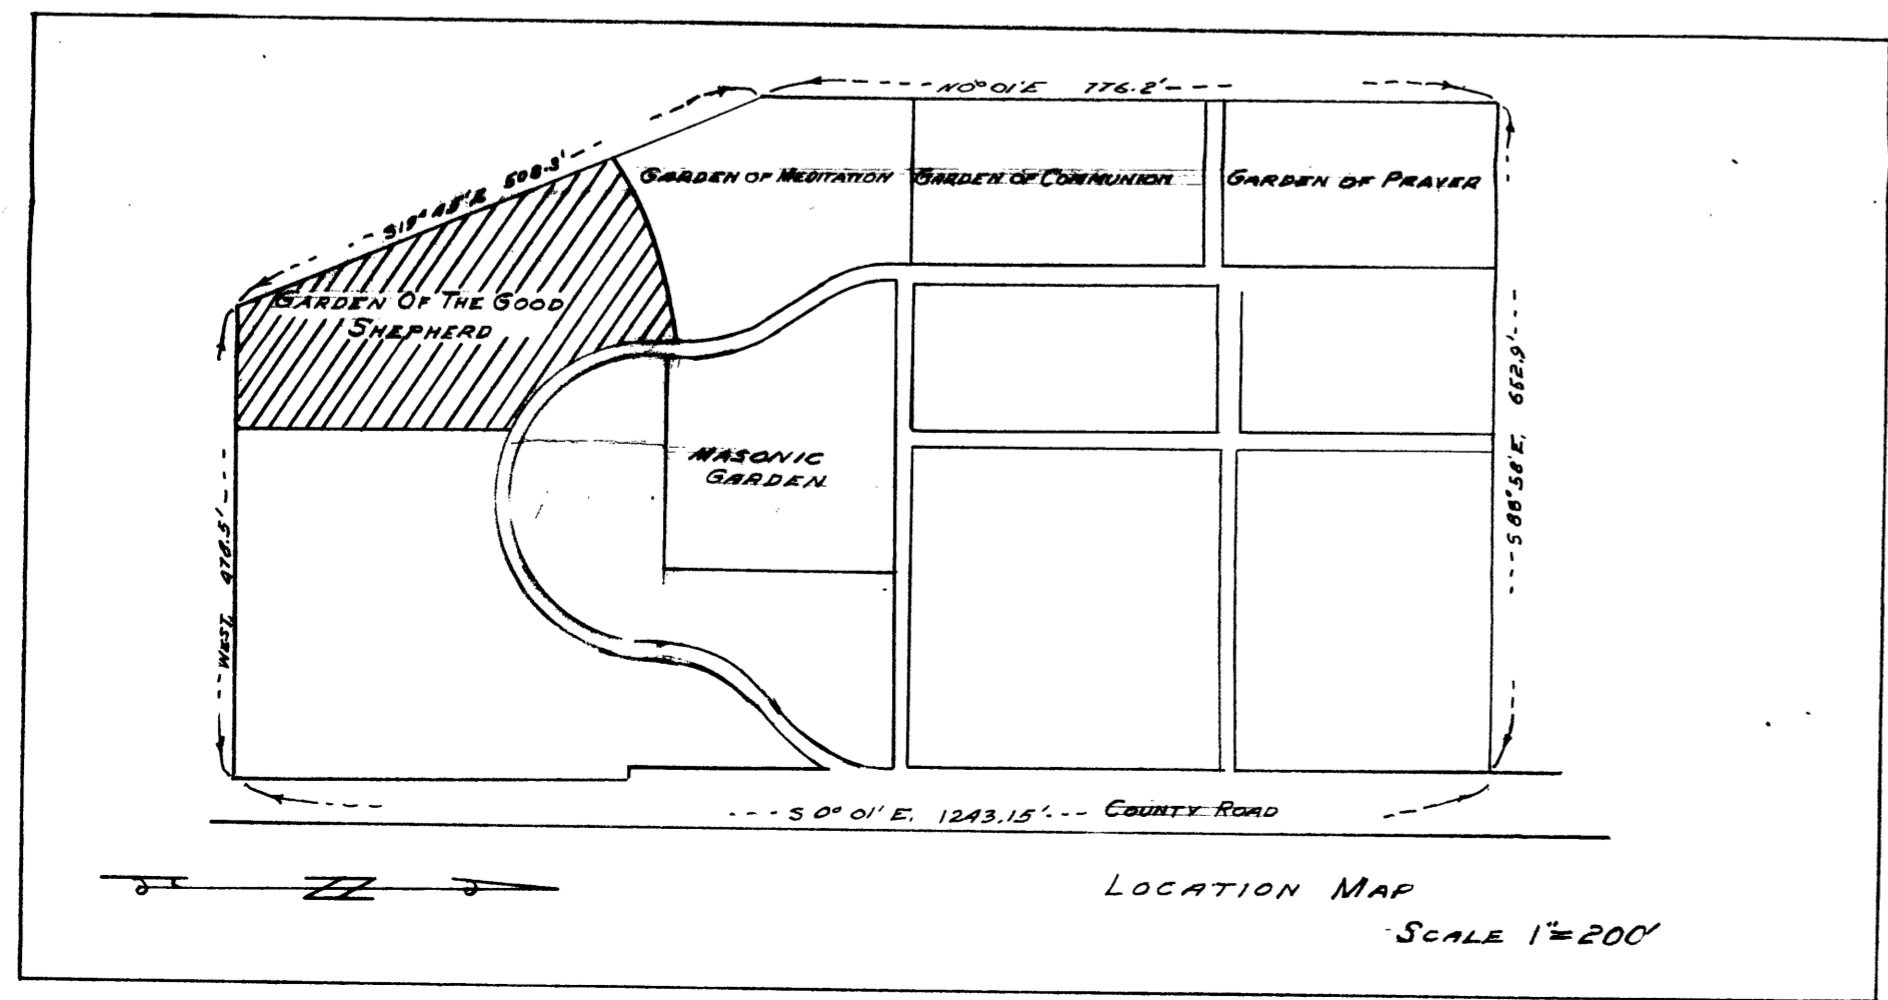 N0°01'E 776.2'
S19°45'E 508.3'
GARDEN OF MEDITATION
GARDEN OF COMMUNION
GARDEN OF PRAYER
GARDEN OF THE GOOD
SHEPHERD
MASONIC
GARDEN
WEST, 478.5'
S 88°58'E, 662.9'
S 0° 01' E, 1243.15'
COUNTY ROAD
N
LOCATION MAP
SCALE 1"=200'